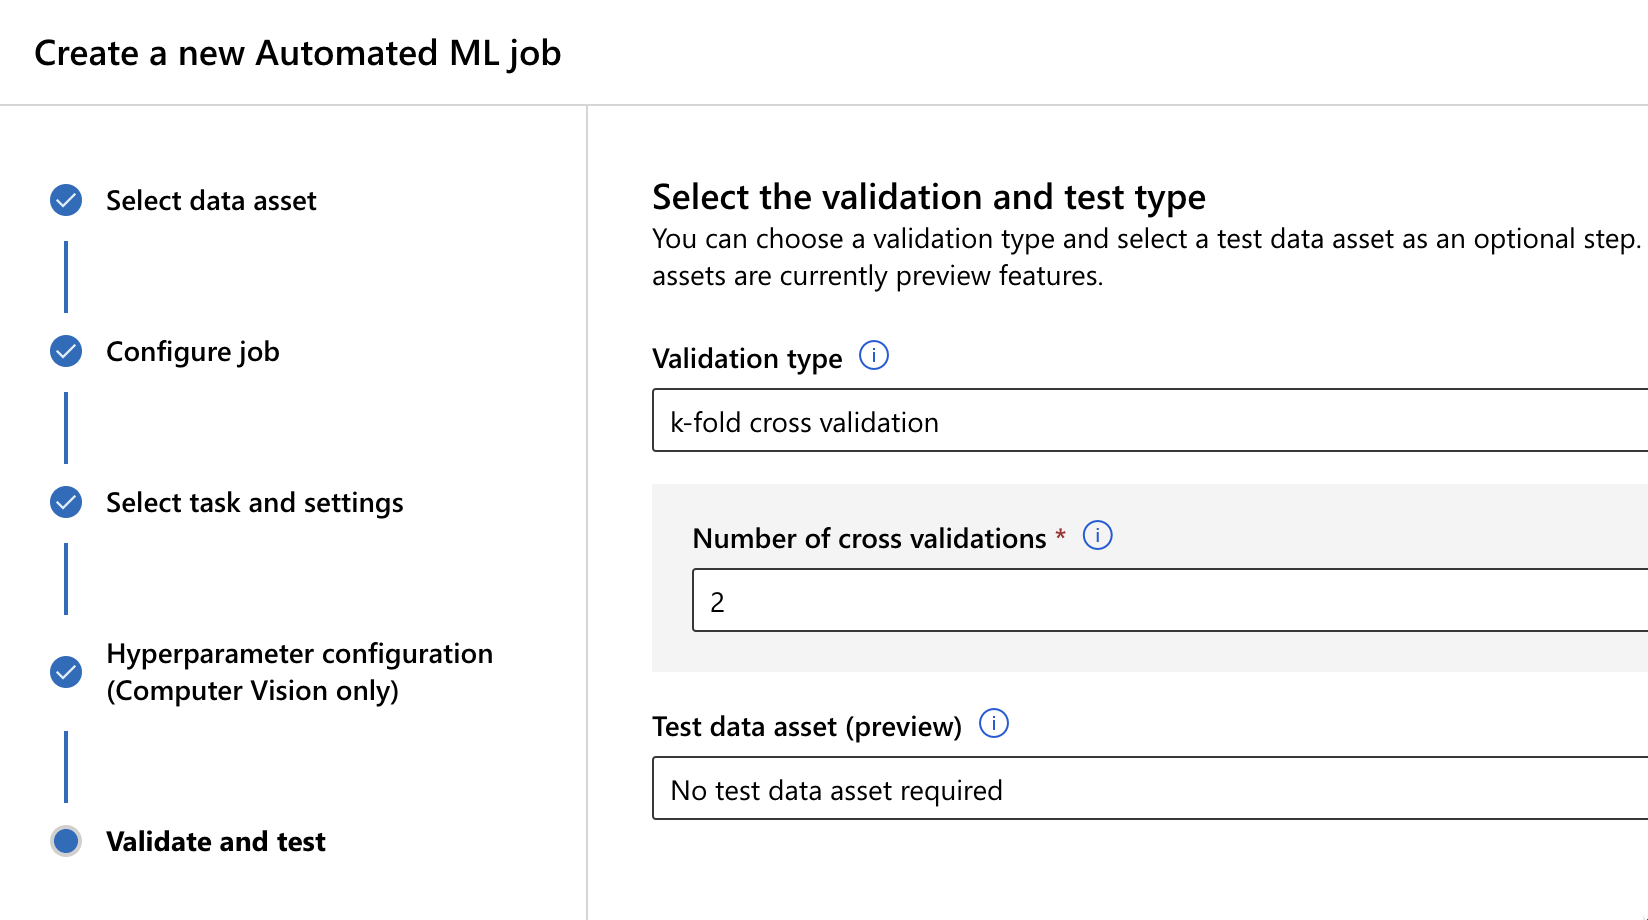 Create a new Automated ML job
Select data asset
Configure job
Select task and settings
Hyperparameter configuration
(Computer Vision only)
Validate and test
Select the validation and test type
You can choose a validation type and select a test data asset as an optional step.
assets are currently preview features.
Validation type
k-fold cross validation
Number of cross validations *
2
Test data asset (preview)
No test data asset required